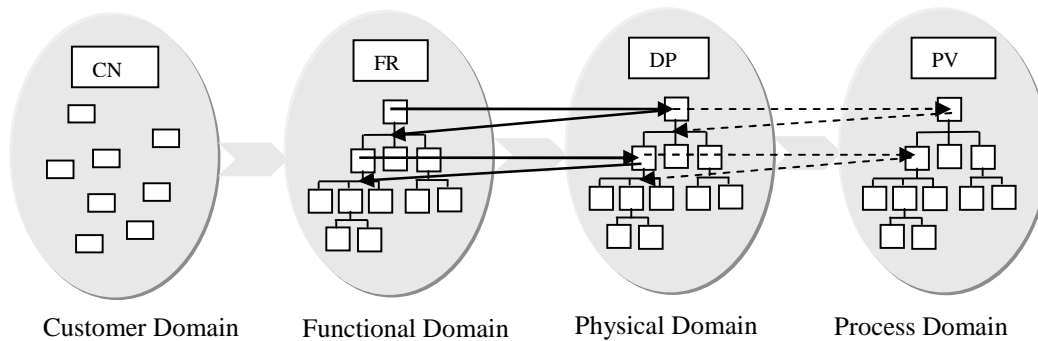 CN
FR
DP
PV
Customer Domain
Functional Domain
Physical Domain
Process Domain